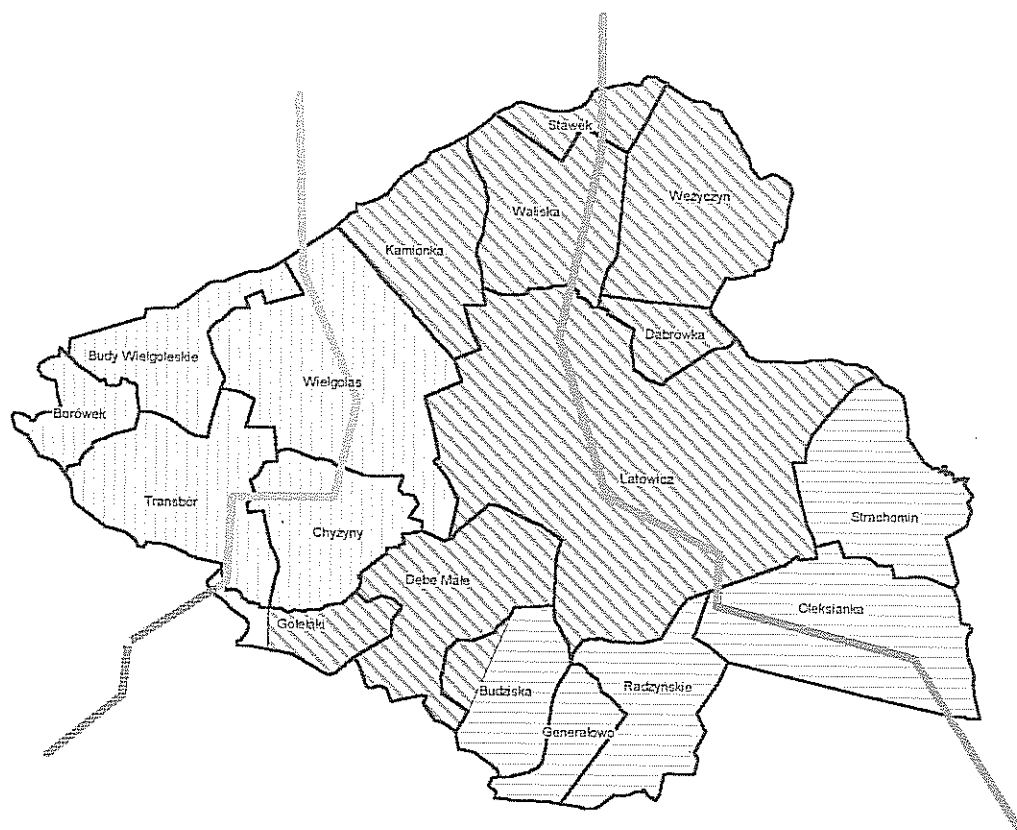 Stawek
Waliska
Wężyczyn
Kamionka
Dąbrówka
Budy Wielgoleskie
Wielgolas
Borówek
Latowicz
Transbór
Strachomin
Chyżyny
Dębe Małe
Oleksianka
Gołełąki
Radzyńskie
Budziska
Generałowo